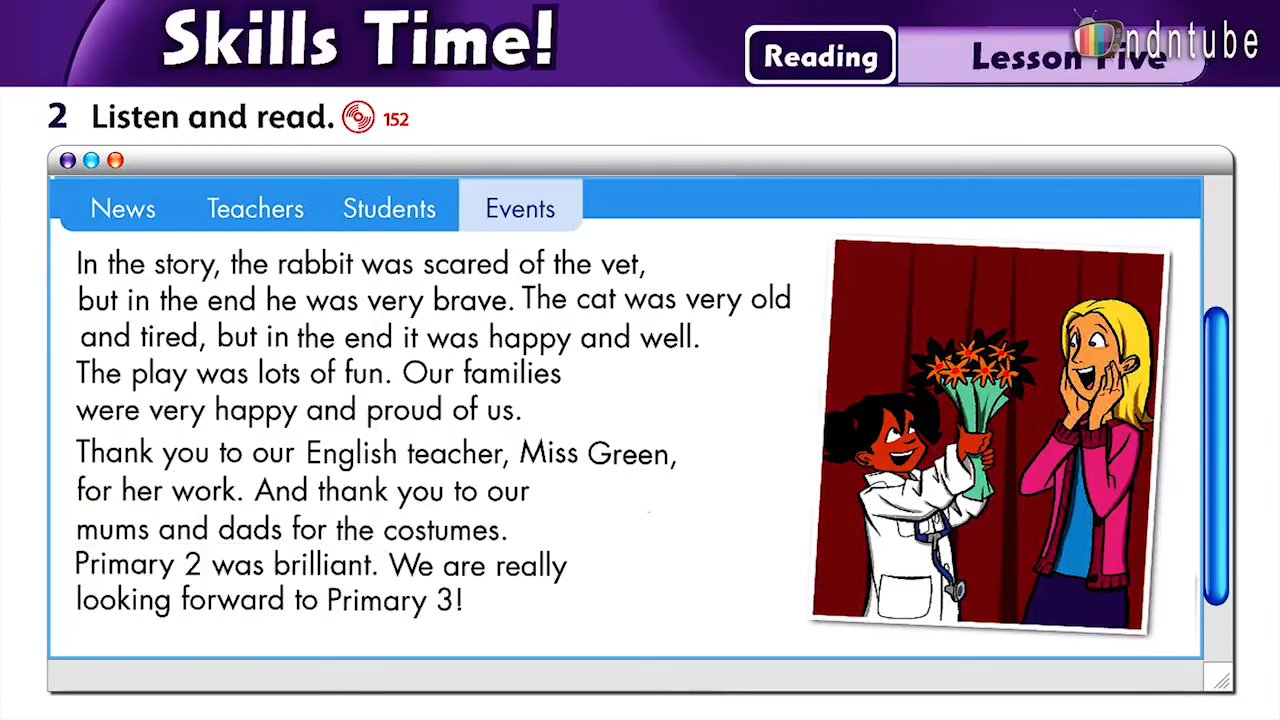 Skills Time!
Reading
Lesson Five
ndntube
2 Listen and read. 152
News Teachers Students Events
In the story, the rabbit was scared of the vet,
but in the end he was very brave. The cat was very old
and tired, but in the end it was happy and well.
The play was lots of fun. Our families
were very happy and proud of us.
Thank you to our English teacher, Miss Green,
for her work. And thank you to our
mums and dads for the costumes.
Primary 2 was brilliant. We are really
looking forward to Primary 3!